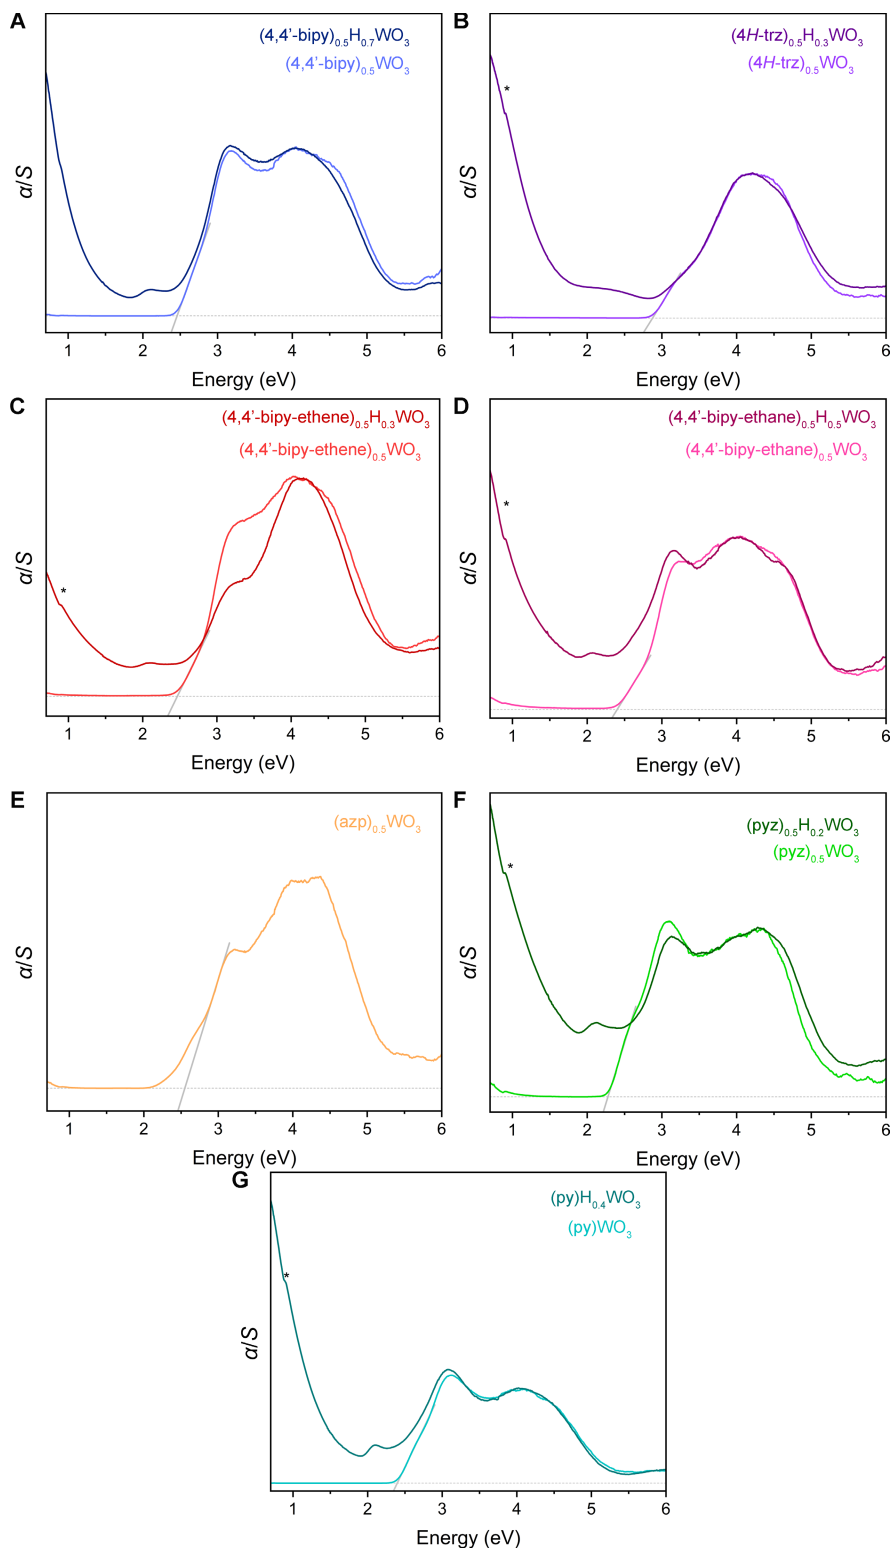 A
(4,4'-bipy)0.5H0.7WO3
(4,4'-bipy)0.5WO3
α/S
1 2 3 4 5 6
Energy (eV)
B
(4H-trz)0.5H0.3WO3
(4H-trz)0.5WO3
*
α/S
1 2 3 4 5 6
Energy (eV)
C
(4,4'-bipy-ethene)0.5H0.3WO3
(4,4'-bipy-ethene)0.5WO3
*
α/S
1 2 3 4 5 6
Energy (eV)
D
(4,4'-bipy-ethane)0.5H0.5WO3
(4,4'-bipy-ethane)0.5WO3
*
α/S
1 2 3 4 5 6
Energy (eV)
E
(azp)0.5WO3
α/S
1 2 3 4 5 6
Energy (eV)
F
(pyz)0.5H0.2WO3
(pyz)0.5WO3
*
α/S
1 2 3 4 5 6
Energy (eV)
G
(py)H0.4WO3
(py)WO3
*
α/S
1 2 3 4 5 6
Energy (eV)